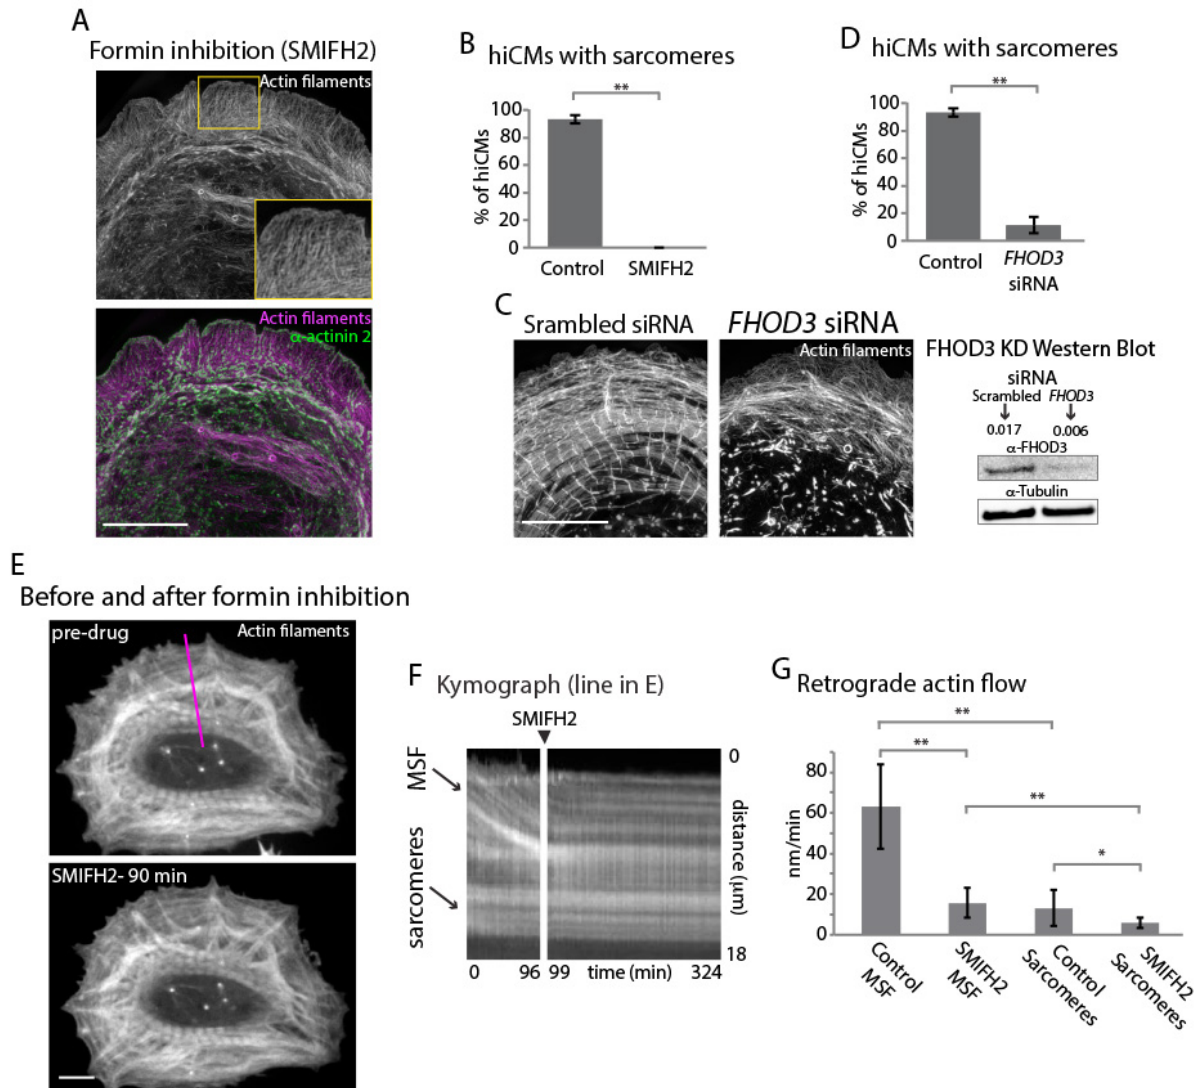 A
Formin inhibition (SMIFH2)
Actin filaments
Actin filaments
α-actinin 2
B
hiCMs with sarcomeres
**
% of hiCMs
100
80
60
40
20
0
Control
SMIFH2
D
hiCMs with sarcomeres
**
% of hiCMs
100
80
60
40
20
0
Control
FHOD3
siRNA
C
Srambled siRNA
FHOD3 siRNA
Actin filaments
FHOD3 KD Western Blot
siRNA
Scrambled FHOD3
0.017 0.006
α-FHOD3
α-Tubulin
E
Before and after formin inhibition
pre-drug
Actin filaments
SMIFH2- 90 min
F
Kymograph (line in E)
SMIFH2
MSF
sarcomeres
0
distance (μm)
18
0 96 99 time (min) 324
G
Retrograde actin flow
**
**
**
*
nm/min
80
60
40
20
0
Control
MSF
SMIFH2
MSF
Control
Sarcomeres
SMIFH2
Sarcomeres